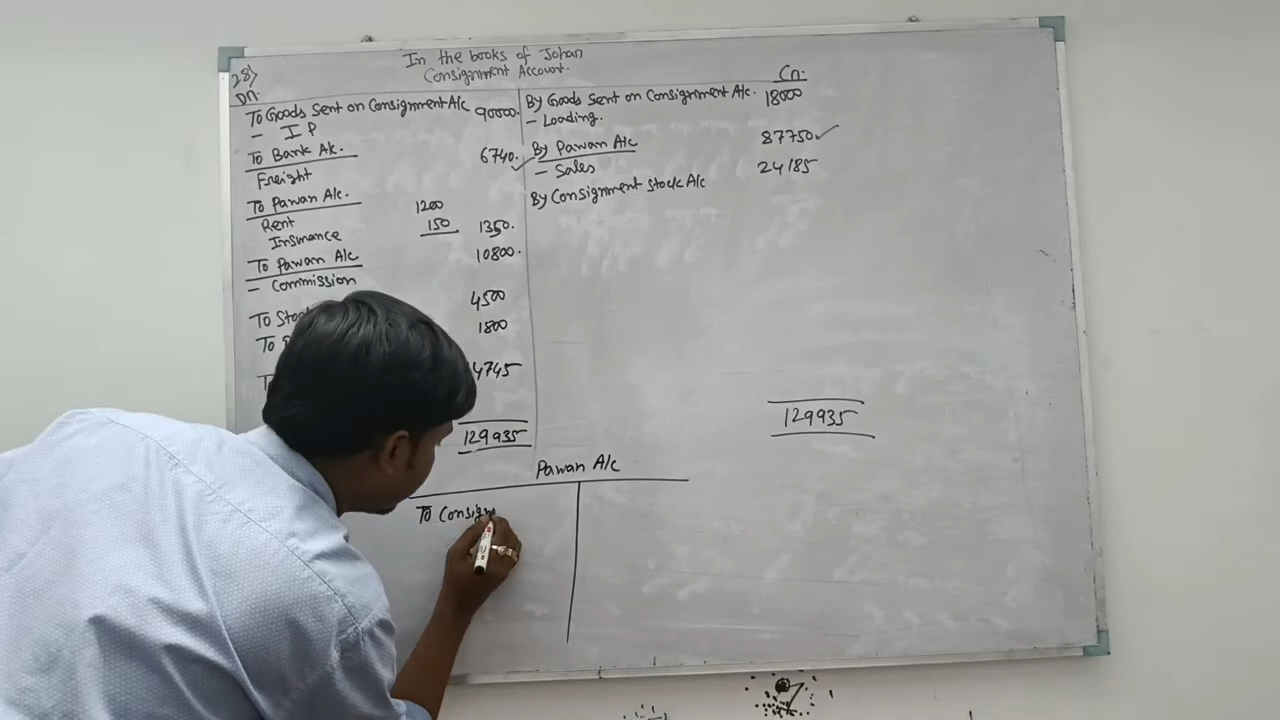 In the books of Johan
Consignment Account.
28)
Dr.
Cr.
To Goods Sent on Consignment A/c 90000.
- I P
To Bank A/c. 6740.
Freight
To Pawan A/c.
Rent 1200
Insurance 150 1350.
To Pawan A/c 10800.
- Commission
To Stoc 4500
To 1800
4745
129935
By Goods Sent on Consignment A/c. 18000
- Loading.
By Pawan A/c 87750 ✓
- Sales
By Consignment Stock A/c 24185
129935
Pawan A/c
To Consign